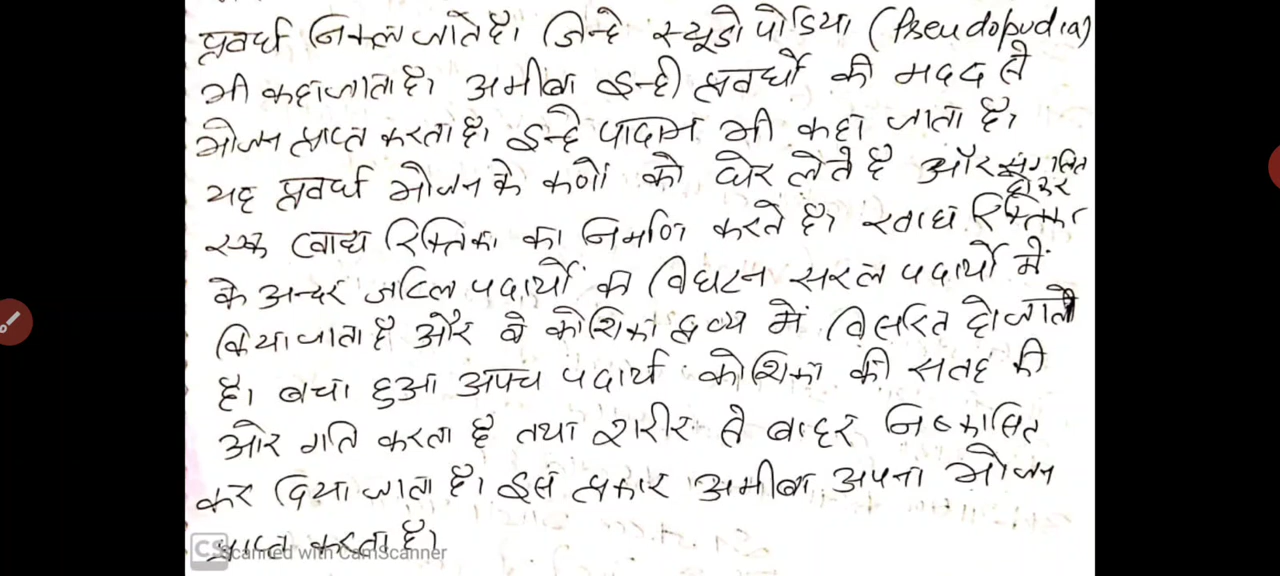 प्रवर्ध निकल जाते है। जिन्हे स्यूडो पोडिया (Pseudopudia)
भी कहा जाता है। अमीबा इन्ही प्रवर्धो की मदद से
भोजन प्राप्त करता है। इन्हे पादाभ भी कहा जाता है।
यह प्रवर्ध भोजन के कणों को घेर लेते है और संगलित
होकर
एक खाद्य रिक्तिका का निर्माण करते है। खाद्य रिक्तिका
के अन्दर जटिल पदार्थो का विघटन सरल पदार्थो में
किया जाता है और वे कोशिका द्रव्य में विसरित हो जाते
है। बचा हुआ अपच पदार्थ कोशिका की सतह की
ओर गति करता है तथा शरीर से बाहर निष्कासित
कर दिया जाता है। इस प्रकार अमीबा अपना भोजन
प्राप्त करता है।
CS Scanned with CamScanner